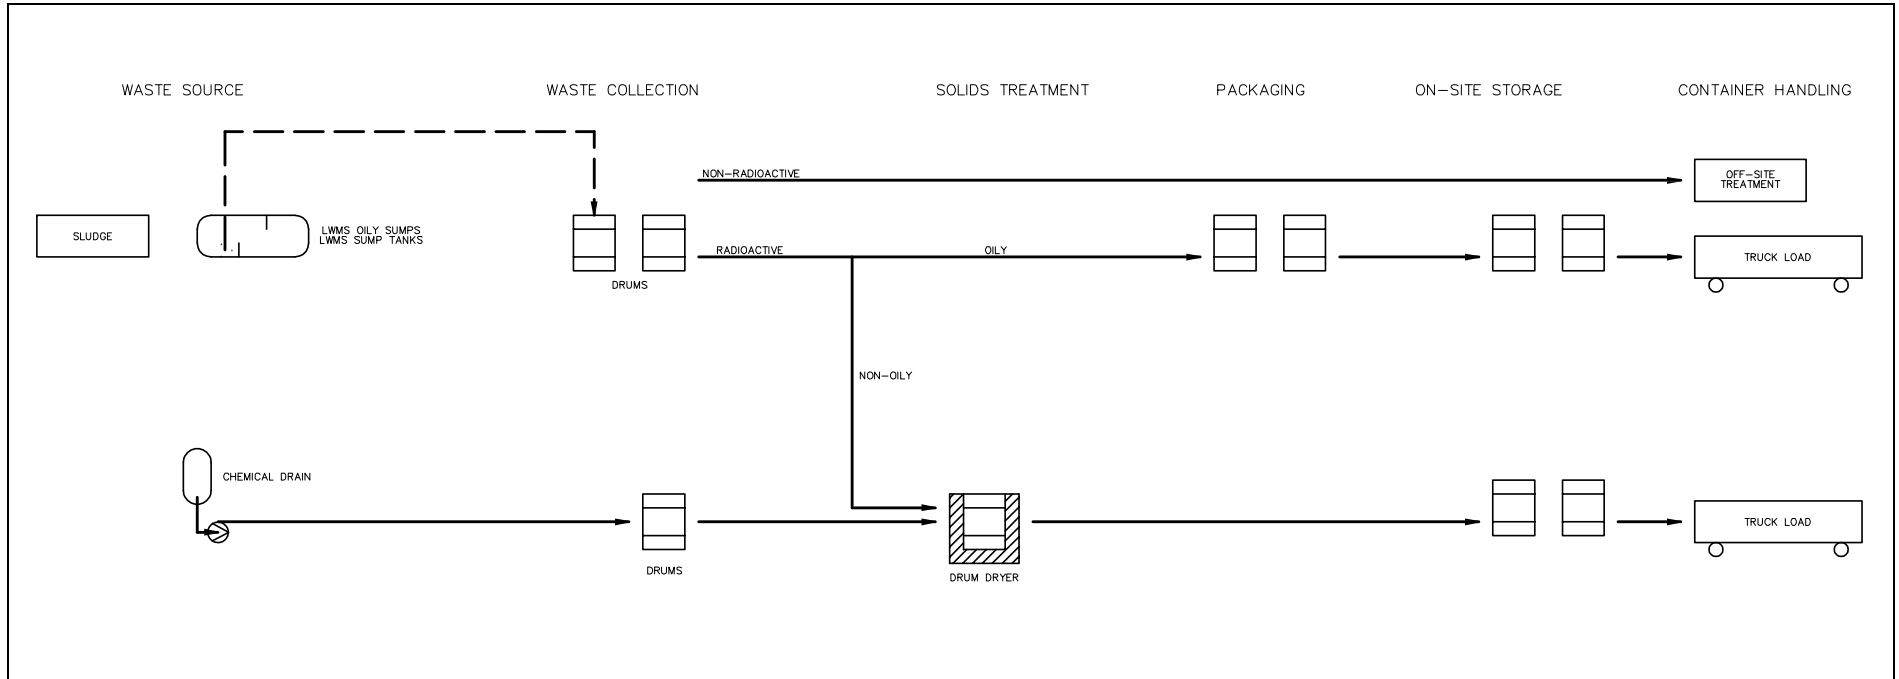 WASTE SOURCE
WASTE COLLECTION
SOLIDS TREATMENT
PACKAGING
ON-SITE STORAGE
CONTAINER HANDLING
NON-RADIOACTIVE
OFF-SITE
TREATMENT
SLUDGE
LWMS OILY SUMPS
LWMS SUMP TANKS
RADIOACTIVE
OILY
TRUCK LOAD
DRUMS
NON-OILY
CHEMICAL DRAIN
TRUCK LOAD
DRUMS
DRUM DRYER